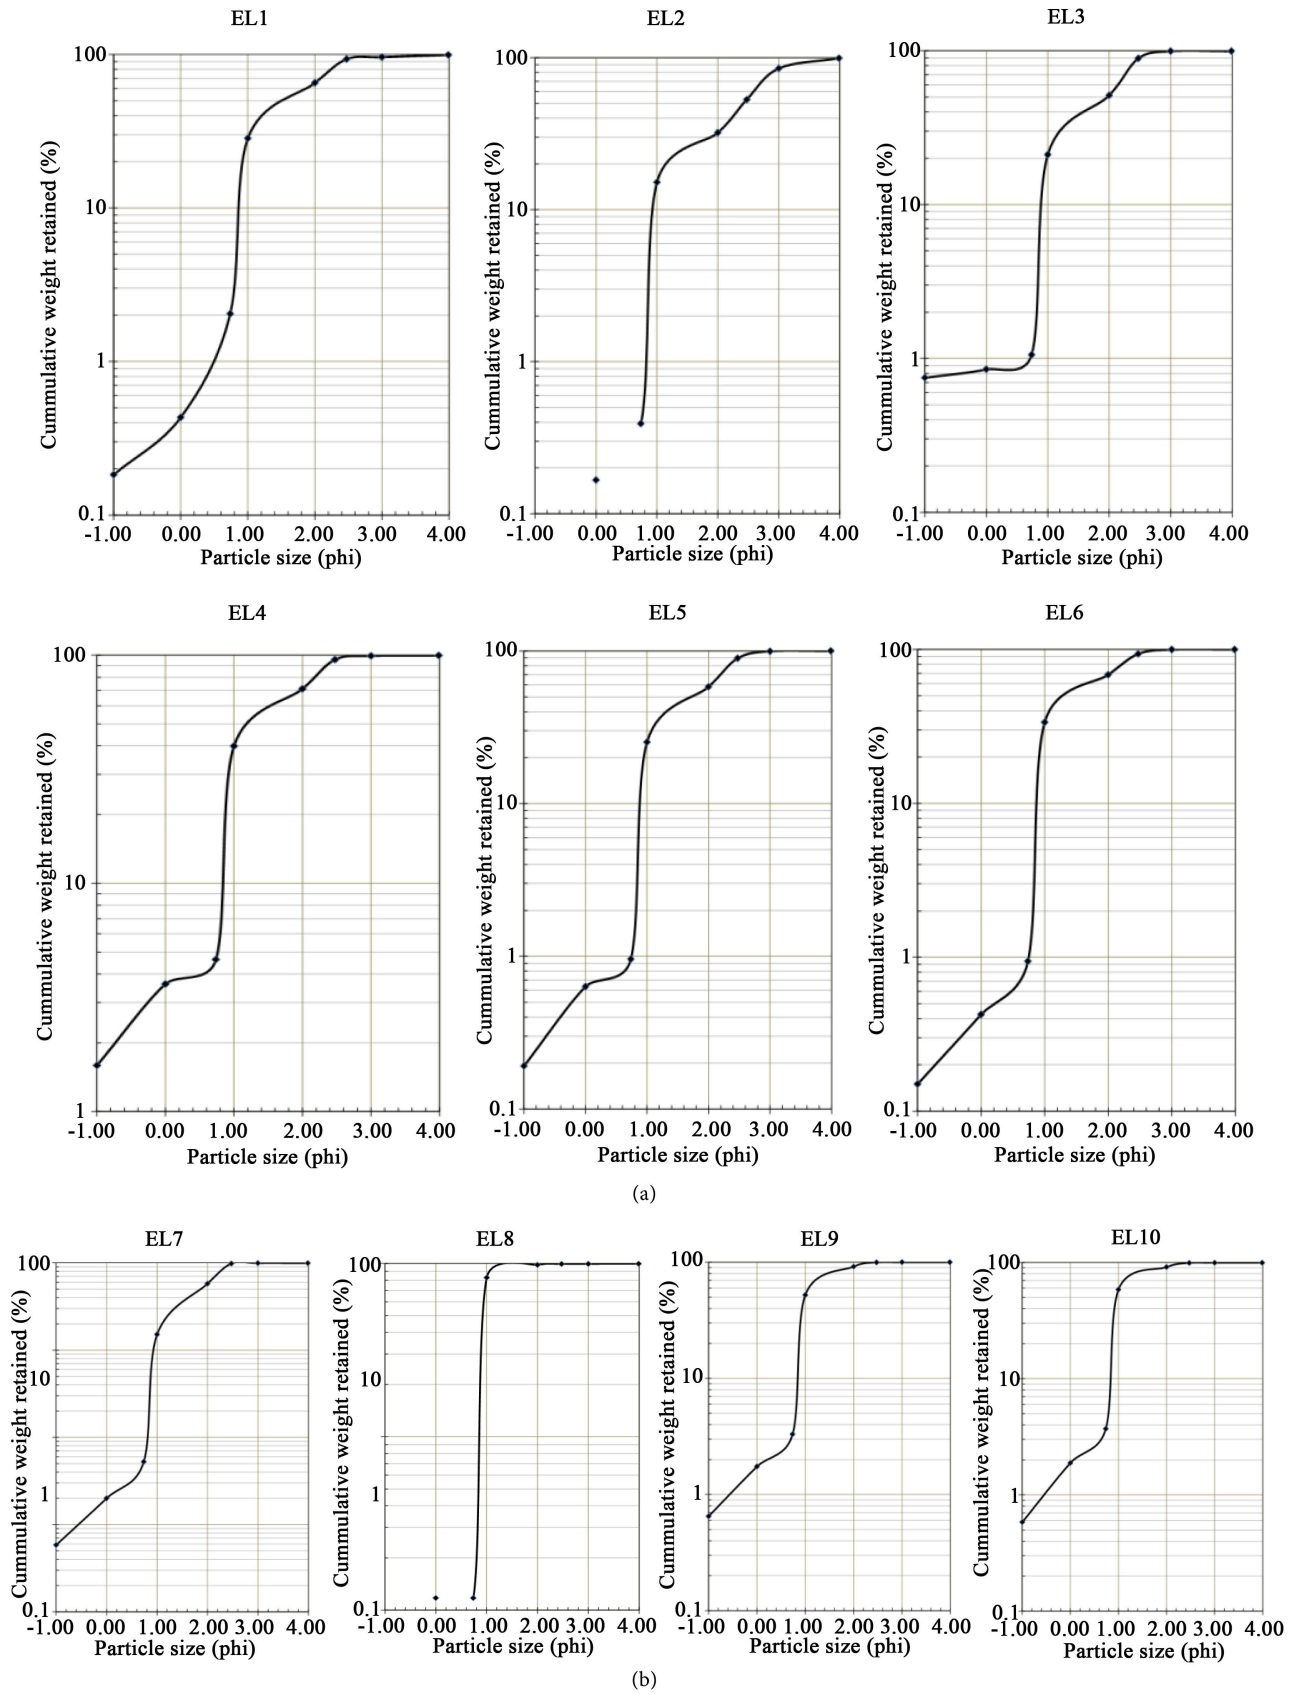 EL1 EL2 EL3
Cummulative weight retained (%) Cummulative weight retained (%) Cummulative weight retained (%)
100 100 100
10 10 10
1 1 1
0.1 0.1 0.1
-1.00 0.00 1.00 2.00 3.00 4.00 -1.00 0.00 1.00 2.00 3.00 4.00 -1.00 0.00 1.00 2.00 3.00 4.00
Particle size (phi) Particle size (phi) Particle size (phi)
EL4 EL5 EL6
Cummulative weight retained (%) Cummulative weight retained (%) Cummulative weight retained (%)
100 100 100
10 10 10
1 1
1 0.1 0.1
-1.00 0.00 1.00 2.00 3.00 4.00 -1.00 0.00 1.00 2.00 3.00 4.00 -1.00 0.00 1.00 2.00 3.00 4.00
Particle size (phi) Particle size (phi) Particle size (phi)
(a)
EL7 EL8 EL9 EL10
Cummulative weight retained (%) Cummulative weight retained (%) Cummulative weight retained (%) Cummulative weight retained (%)
100 100 100 100
10 10 10 10
1 1 1 1
0.1 0.1 0.1 0.1
-1.00 0.00 1.00 2.00 3.00 4.00 -1.00 0.00 1.00 2.00 3.00 4.00 -1.00 0.00 1.00 2.00 3.00 4.00 -1.00 0.00 1.00 2.00 3.00 4.00
Particle size (phi) Particle size (phi) Particle size (phi) Particle size (phi)
(b)